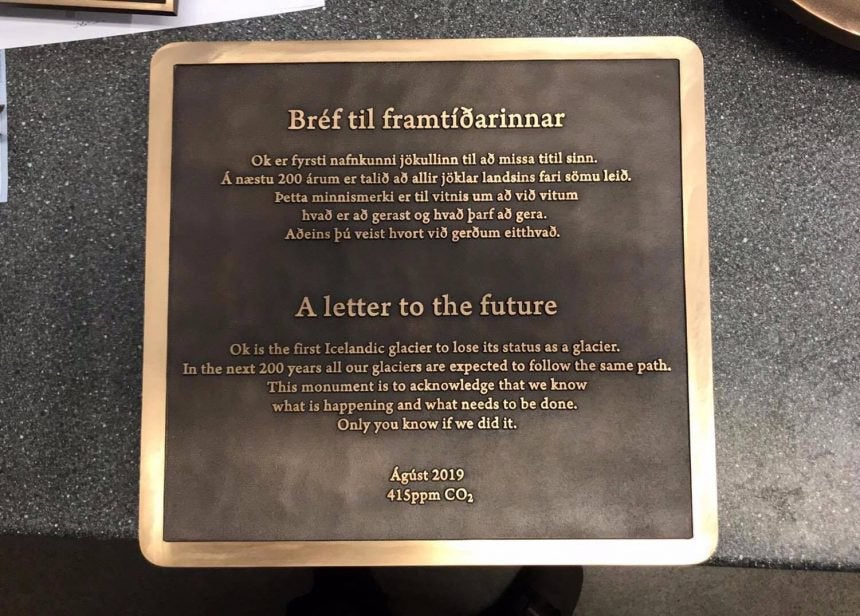 Bréf til framtíðarinnar
Ok er fyrsti nafnkunni jökullinn til að missa titil sinn.
Á næstu 200 árum er talið að allir jöklar landsins fari sömu leið.
Þetta minnismerki er til vitnis um að við vitum
hvað er að gerast og hvað þarf að gera.
Aðeins þú veist hvort við gerðum eitthvað.
A letter to the future
Ok is the first Icelandic glacier to lose its status as a glacier.
In the next 200 years all our glaciers are expected to follow the same path.
This monument is to acknowledge that we know
what is happening and what needs to be done.
Only you know if we did it.
Ágúst 2019
415ppm CO₂